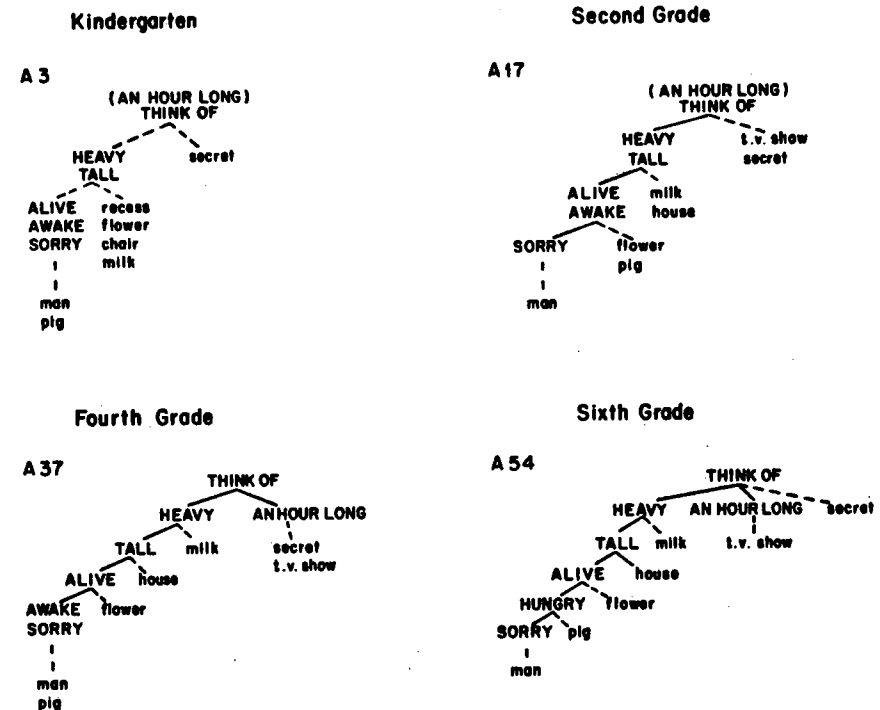 Kindergarten
A3
(AN HOUR LONG)
THINK OF
HEAVY secret
TALL
ALIVE recess
AWAKE flower
SORRY chair
milk
man
pig
Second Grade
A17
(AN HOUR LONG)
THINK OF
HEAVY t.v. show
TALL secret
ALIVE milk
AWAKE house
SORRY flower
pig
man
Fourth Grade
A37
THINK OF
HEAVY AN HOUR LONG
TALL milk secret
t.v. show
ALIVE house
AWAKE flower
SORRY
man
pig
Sixth Grade
A54
THINK OF
HEAVY AN HOUR LONG secret
TALL milk t.v. show
ALIVE house
HUNGRY flower
SORRY pig
man